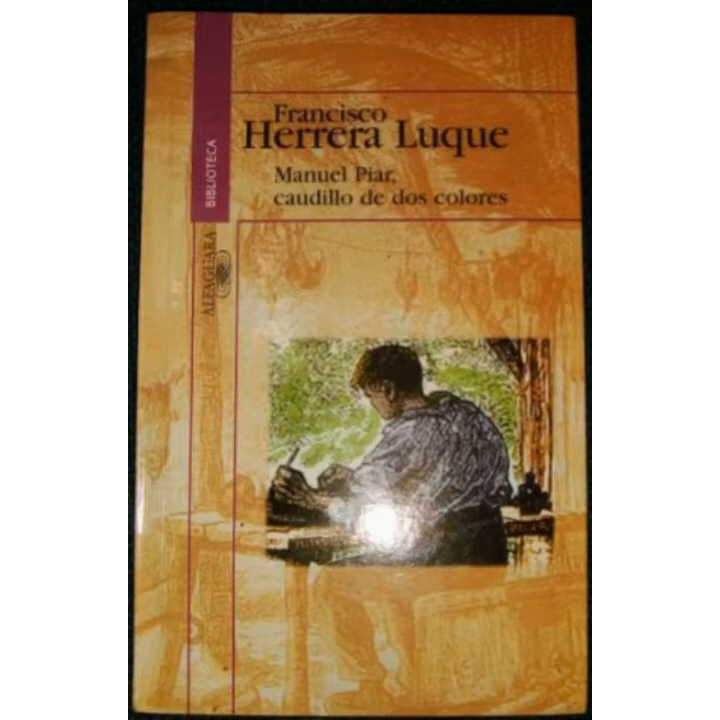 Francisco
Herrera Luque
Manuel Piar,
caudillo de dos colores
BIBLIOTECA
ALFAGUARA